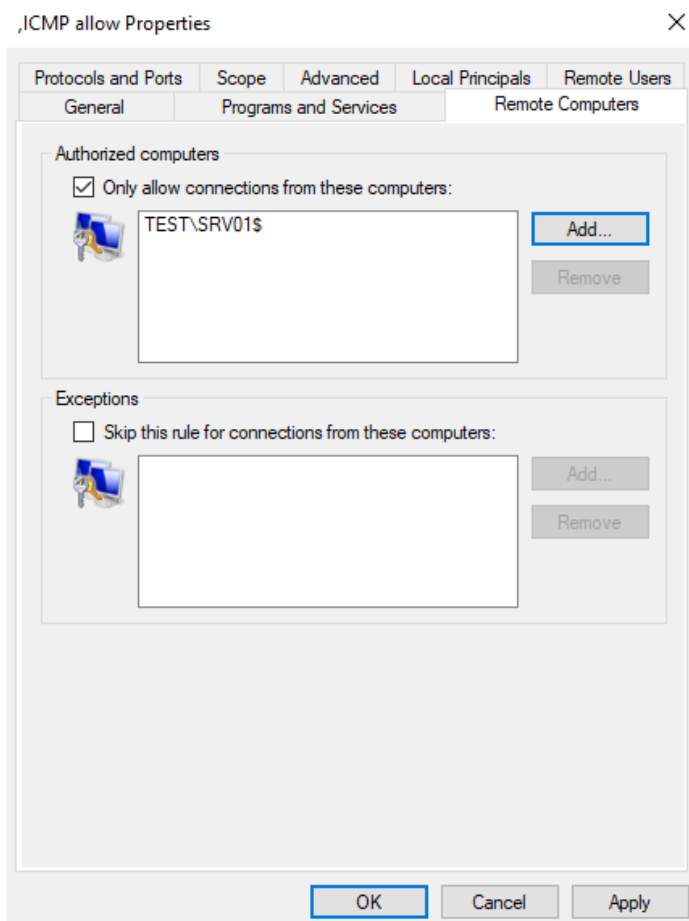 ,ICMP allow Properties
Protocols and Ports Scope Advanced Local Principals Remote Users
General Programs and Services Remote Computers
Authorized computers
Only allow connections from these computers:
TEST\SRV01$ Add...
Remove
Exceptions
Skip this rule for connections from these computers:
Add...
Remove
OK Cancel Apply